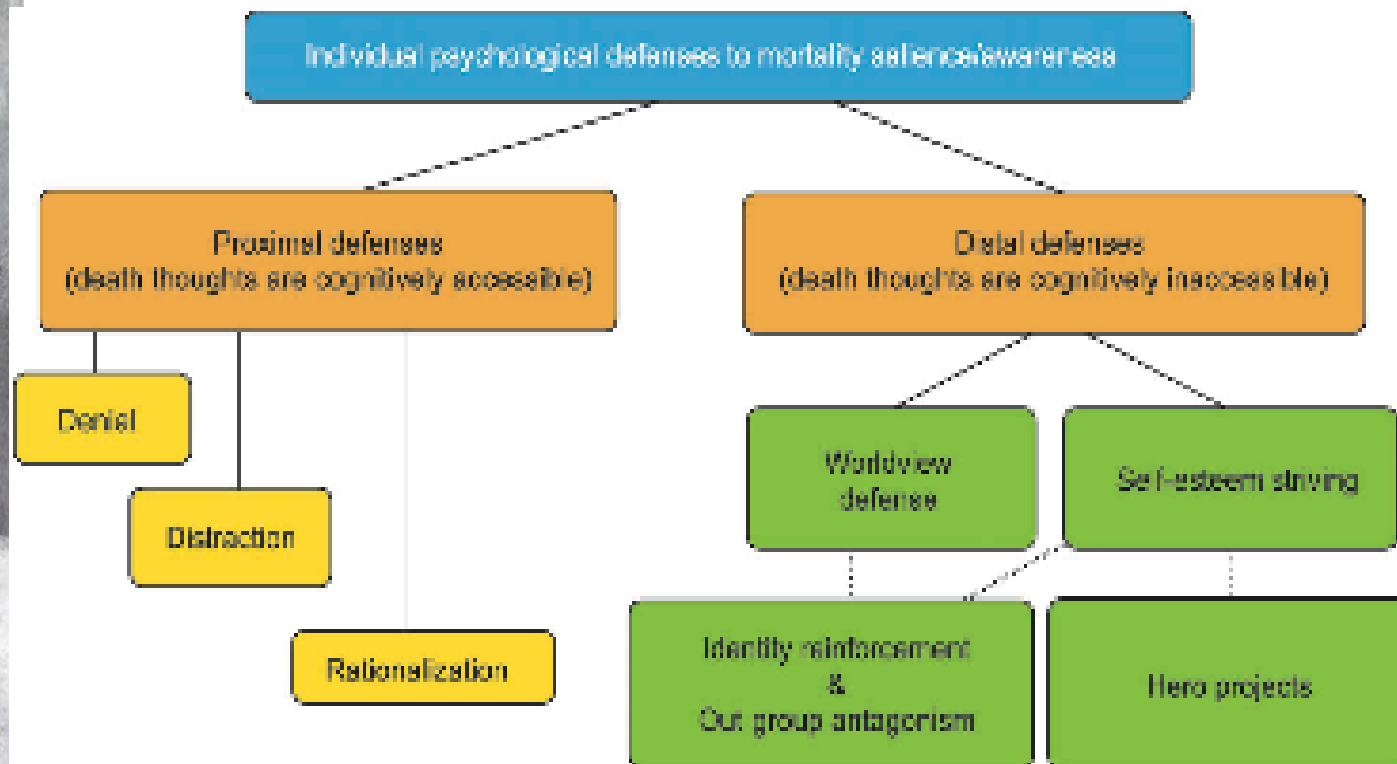 Individual psychological defenses to mortality salience/awareness
Proximal defenses
(death thoughts are cognitively accessible)
Distal defenses
(death thoughts are cognitively inaccessible)
Denial
Distraction
Rationalization
Worldview
defense
Self-esteem striving
Identity reinforcement
&
Out group antagonism
Hero projects